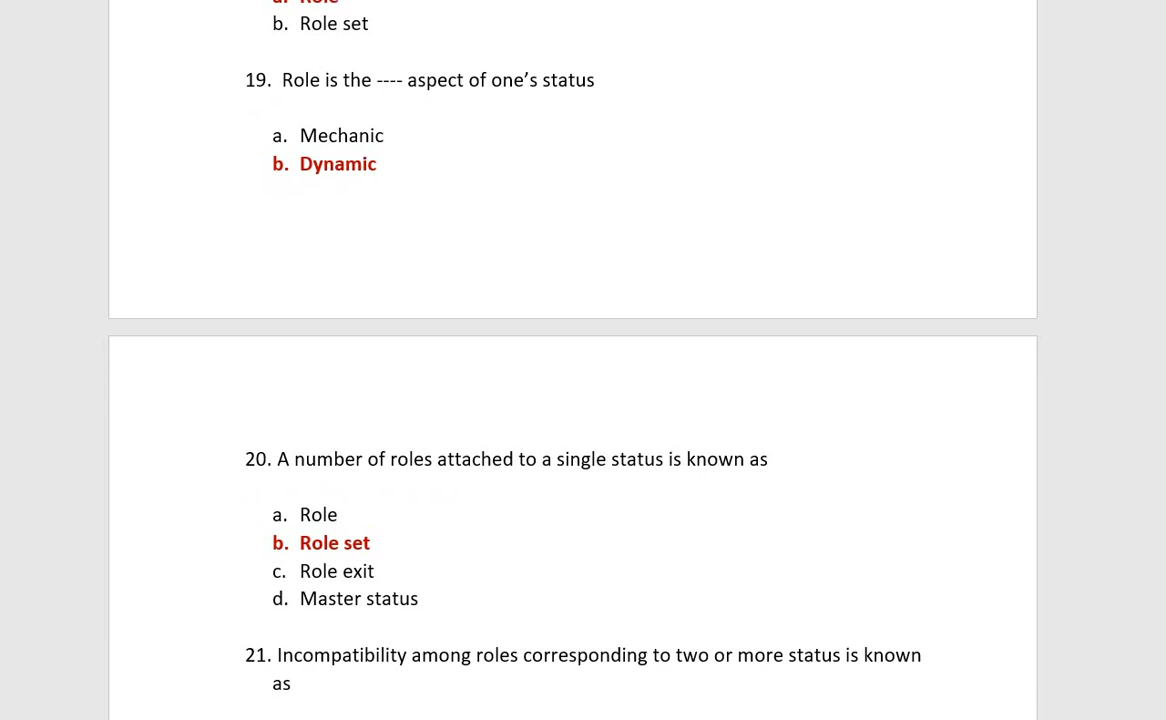 a. Role
b. Role set
19. Role is the ---- aspect of one’s status
a. Mechanic
b. Dynamic
20. A number of roles attached to a single status is known as
a. Role
b. Role set
c. Role exit
d. Master status
21. Incompatibility among roles corresponding to two or more status is known
as